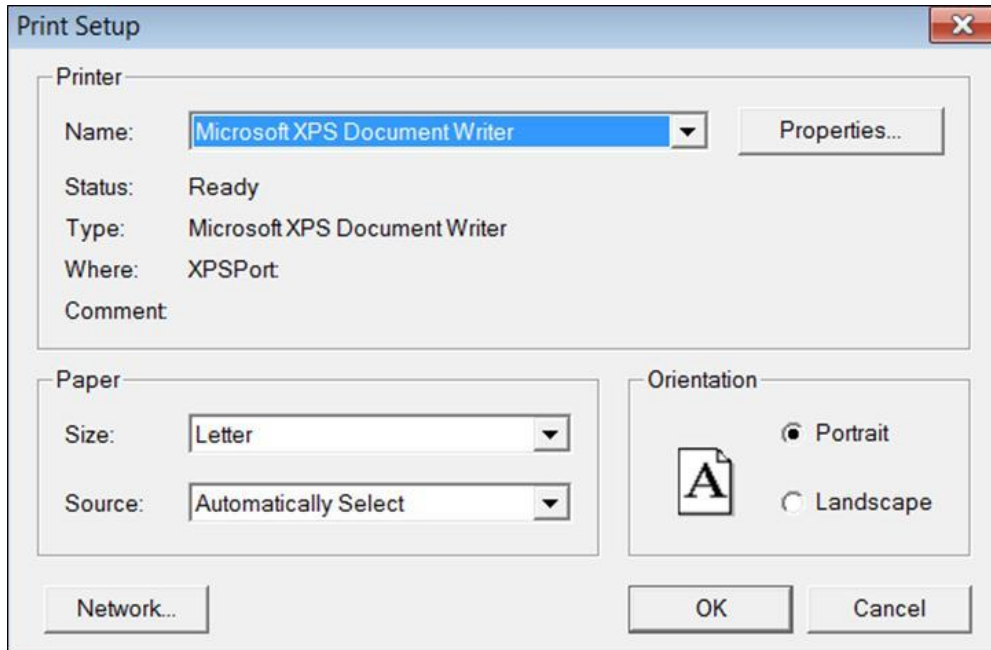 Print Setup
Printer
Name: Microsoft XPS Document Writer Properties...
Status: Ready
Type: Microsoft XPS Document Writer
Where: XPSPort:
Comment:
Paper Orientation
Size: Letter Portrait
A
Source: Automatically Select Landscape
Network... OK Cancel